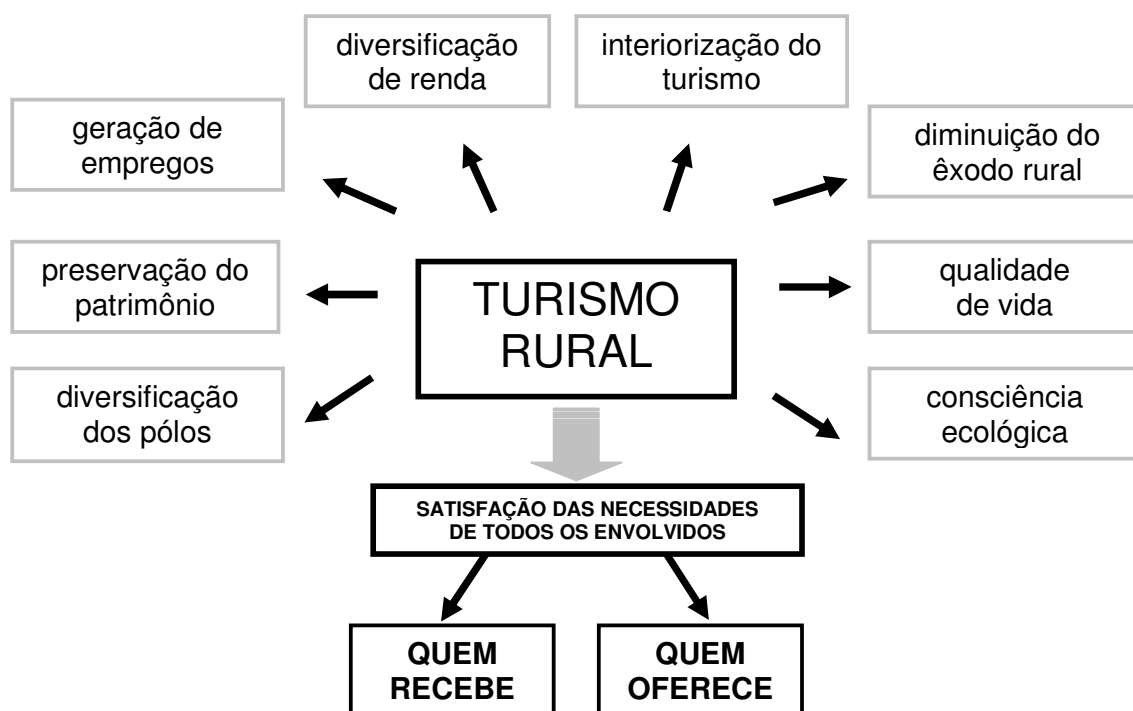 diversificação
de renda
interiorização do
turismo
geração de
empregos
diminuição do
êxodo rural
preservação do
patrimônio
TURISMO
RURAL
qualidade
de vida
diversificação
dos pólos
consciência
ecológica
SATISFAÇÃO DAS NECESSIDADES
DE TODOS OS ENVOLVIDOS
QUEM
RECEBE
QUEM
OFERECE